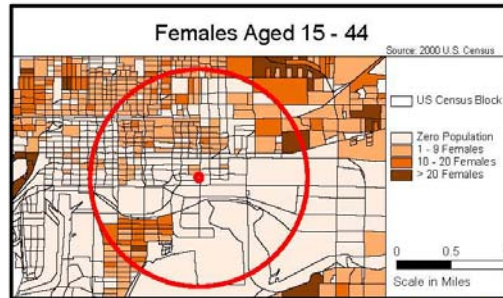 Females Aged 15 - 44
Source: 2000 U.S. Census
US Census Block
Zero Population
1 - 9 Females
10 - 20 Females
> 20 Females
0 0.5
Scale in Miles